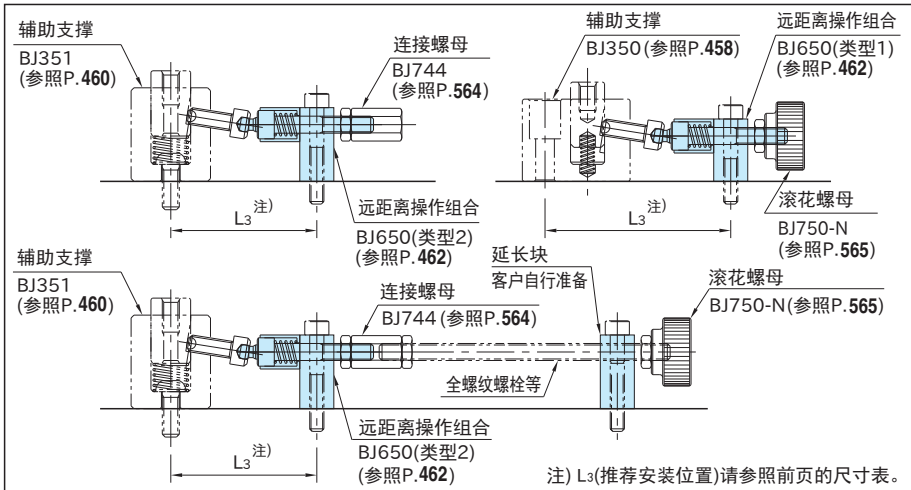 辅助支撑
BJ351
(参照P.460)
连接螺母
BJ744
(参照P.564)
L3注)
远距离操作组合
BJ650(类型2)
(参照P.462)
辅助支撑
BJ350(参照P.458)
远距离操作组合
BJ650(类型1)
(参照P.462)
L3注)
滚花螺母
BJ750-N
(参照P.565)
辅助支撑
BJ351
(参照P.460)
连接螺母
BJ744(参照P.564)
延长块
客户自行准备
滚花螺母
BJ750-N(参照P.565)
全螺纹螺栓等
L3注)
远距离操作组合
BJ650(类型2)
(参照P.462)
注) L3(推荐安装位置)请参照前页的尺寸表。